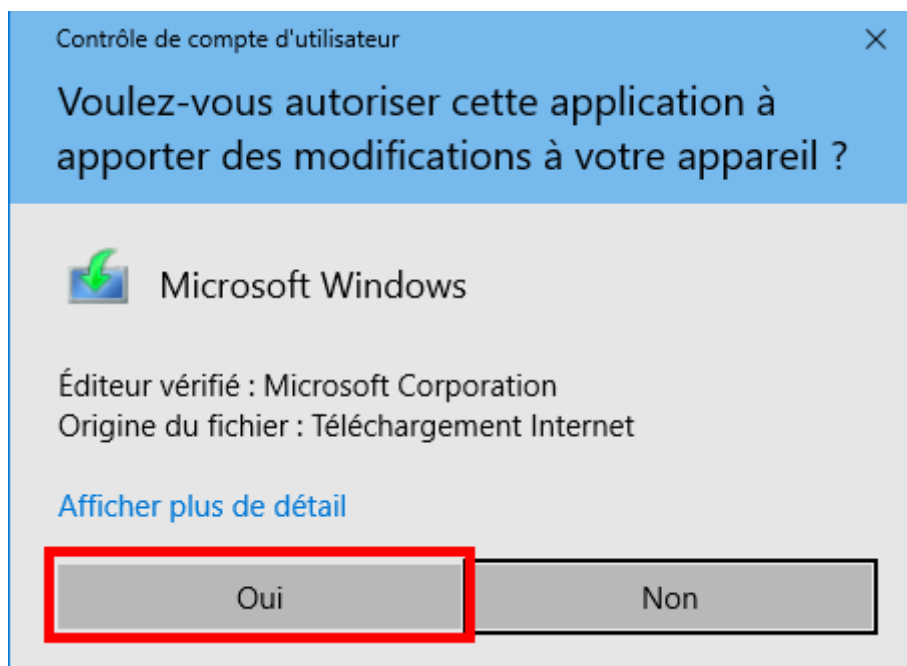 Contrôle de compte d'utilisateur
Voulez-vous autoriser cette application à
apporter des modifications à votre appareil ?
Microsoft Windows
Éditeur vérifié : Microsoft Corporation
Origine du fichier : Téléchargement Internet
Afficher plus de détail
Oui
Non